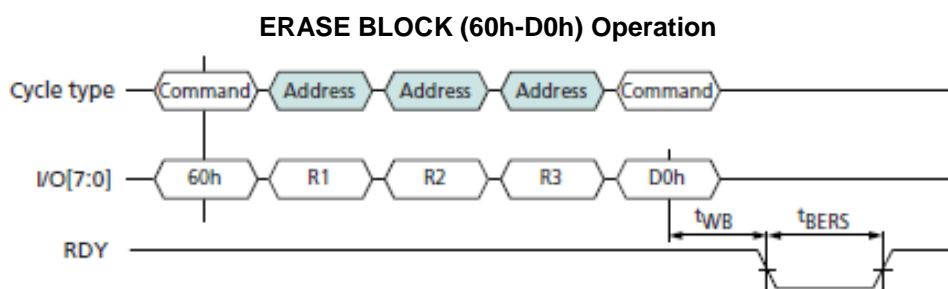 ERASE BLOCK (60h-D0h) Operation
Cycle type Command Address Address Address Command
I/O[7:0] 60h R1 R2 R3 D0h
tWB tBERS
RDY